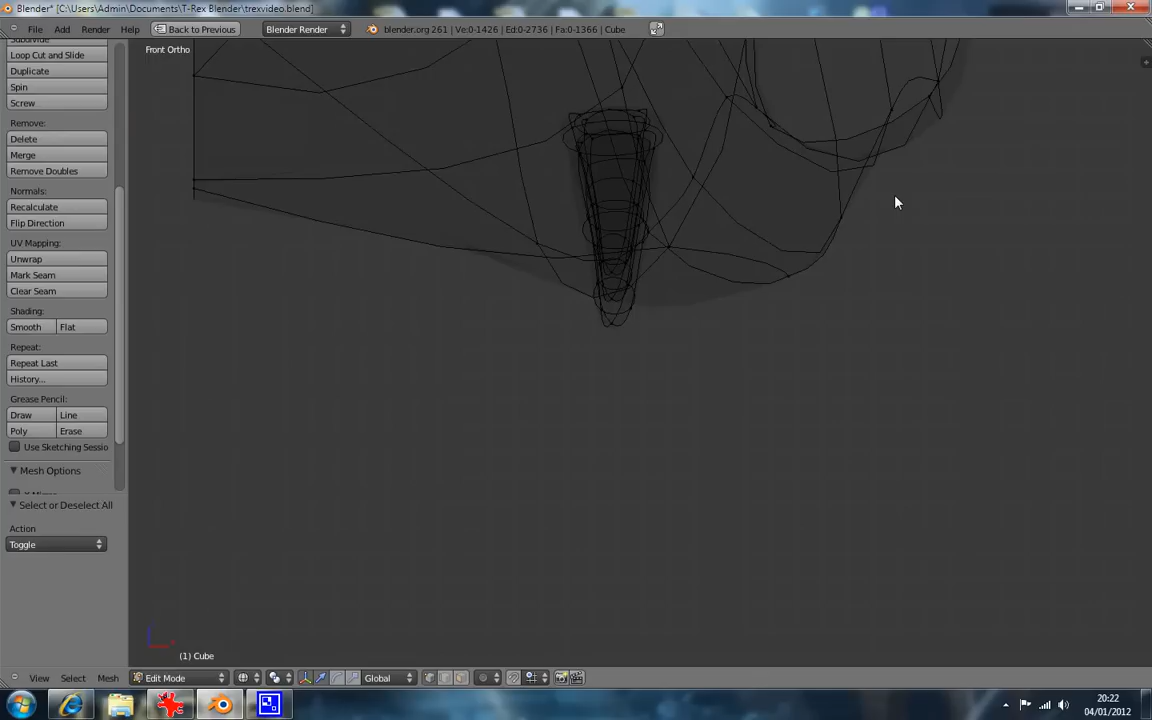 Blender* [C:\Users\Admin\Documents\T-Rex Blender\trexvideo.blend]
File Add Render Help Back to Previous Blender Render blender.org 261 | Ve:0-1426 | Ed:0-2736 | Fa:0-1366 | Cube
Front Ortho
Subdivide
Loop Cut and Slide
Duplicate
Spin
Screw
Remove:
Delete
Merge
Remove Doubles
Normals:
Recalculate
Flip Direction
UV Mapping:
Unwrap
Mark Seam
Clear Seam
Shading:
Smooth Flat
Repeat:
Repeat Last
History...
Grease Pencil:
Draw Line
Poly Erase
Use Sketching Sessio
Mesh Options
Select or Deselect All
Action
Toggle
(1) Cube
View Select Mesh Edit Mode Global
20:22
04/01/2012